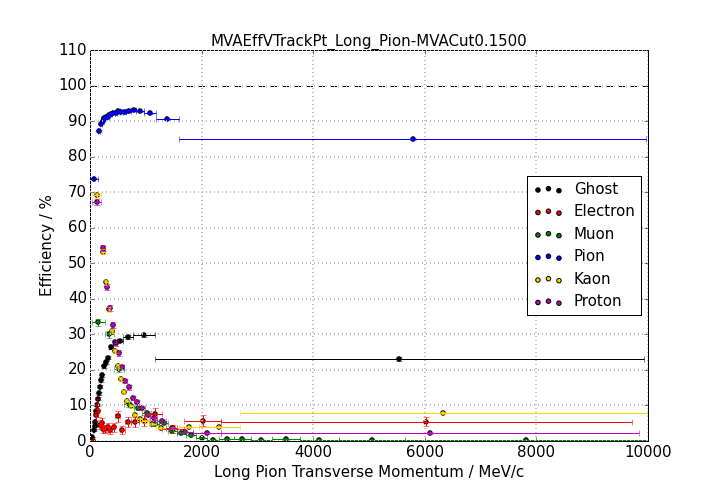 MVAEffVTrackPt_Long_Pion-MVACut0.1500
110
100
90
80
70
60
50
40
30
20
10
0
Efficiency / %
Ghost
Electron
Muon
Pion
Kaon
Proton
0 2000 4000 6000 8000 10000
Long Pion Transverse Momentum / MeV/c